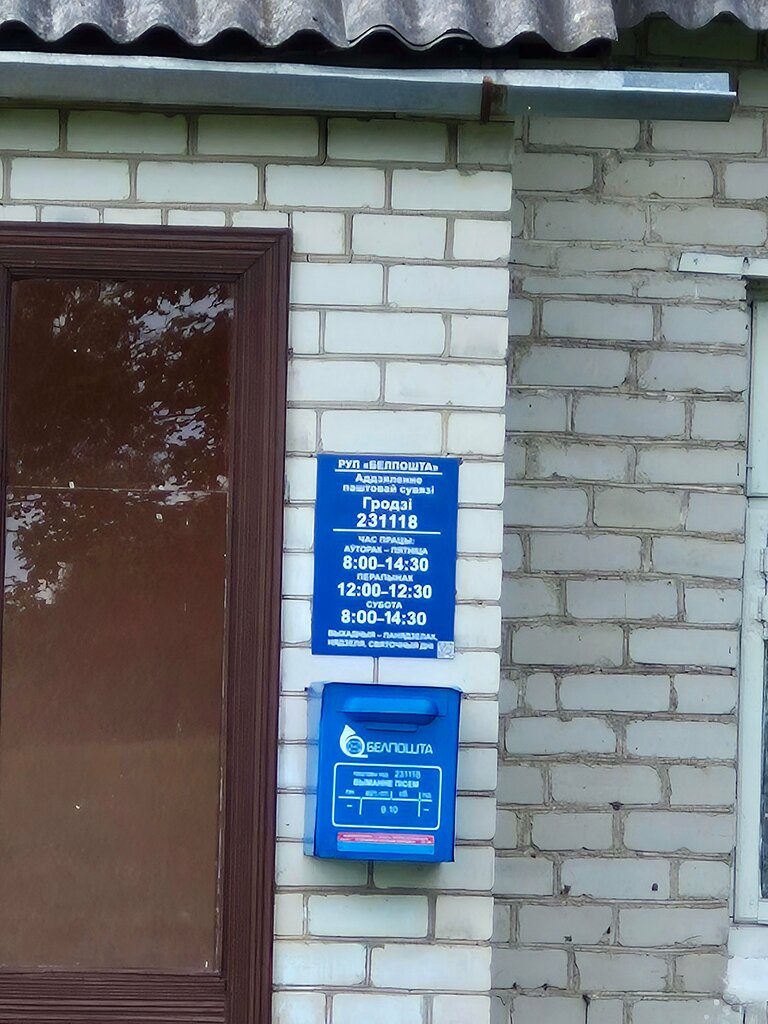 РУП «БЕЛПОШТА»
Аддзяленне
паштовай сувязі
Гродзі
231118
ЧАС ПРАЦЫ:
АЎТОРАК – ПЯТНІЦА
8:00–14:30
ПЕРАПЫНАК
12:00–12:30
СУБОТА
8:00–14:30
ВЫХАДНЫЯ – ПАНЯДЗЕЛАК,
НЯДЗЕЛЯ, СВЯТОЧНЫЯ ДНІ
БЕЛПОШТА
231118
ВЫМАННЕ ПІСЕМ
– 9.10 –